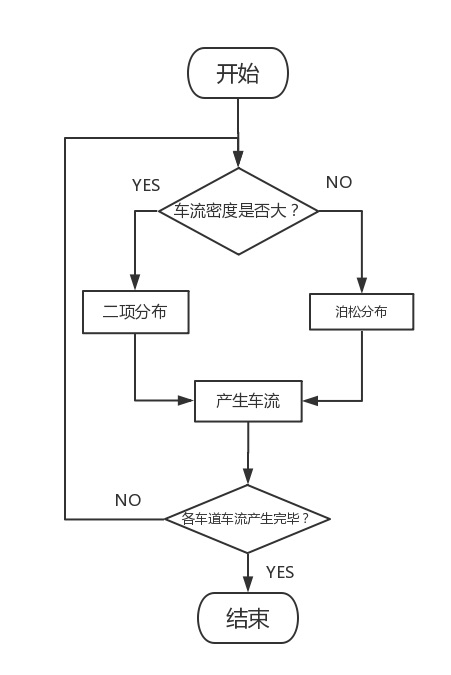 开始
YES
NO
车流密度是否大？
二项分布
泊松分布
产生车流
NO
各车道车流产生完毕？
YES
结束